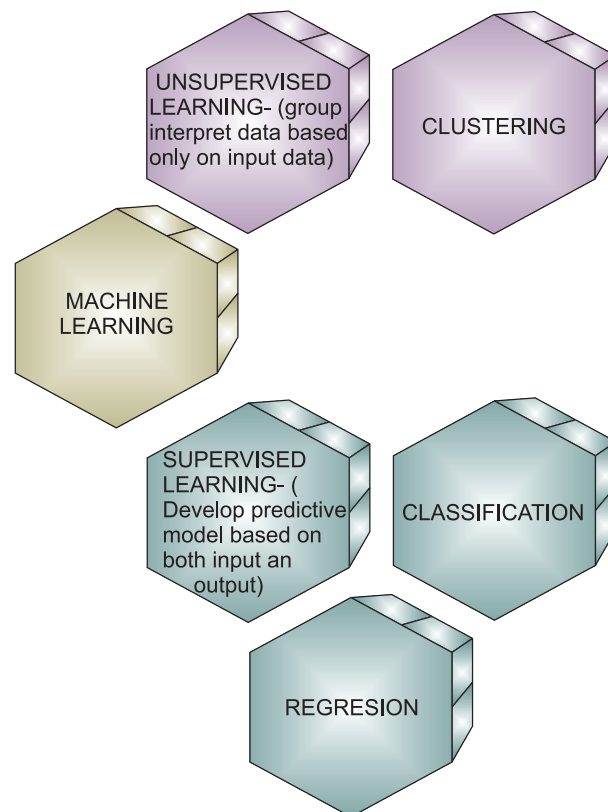 UNSUPERVISED
LEARNING- (group
interpret data based
only on input data)
CLUSTERING
MACHINE
LEARNING
SUPERVISED
LEARNING- (
Develop predictive
model based on
both input an
output)
CLASSIFICATION
REGRESION